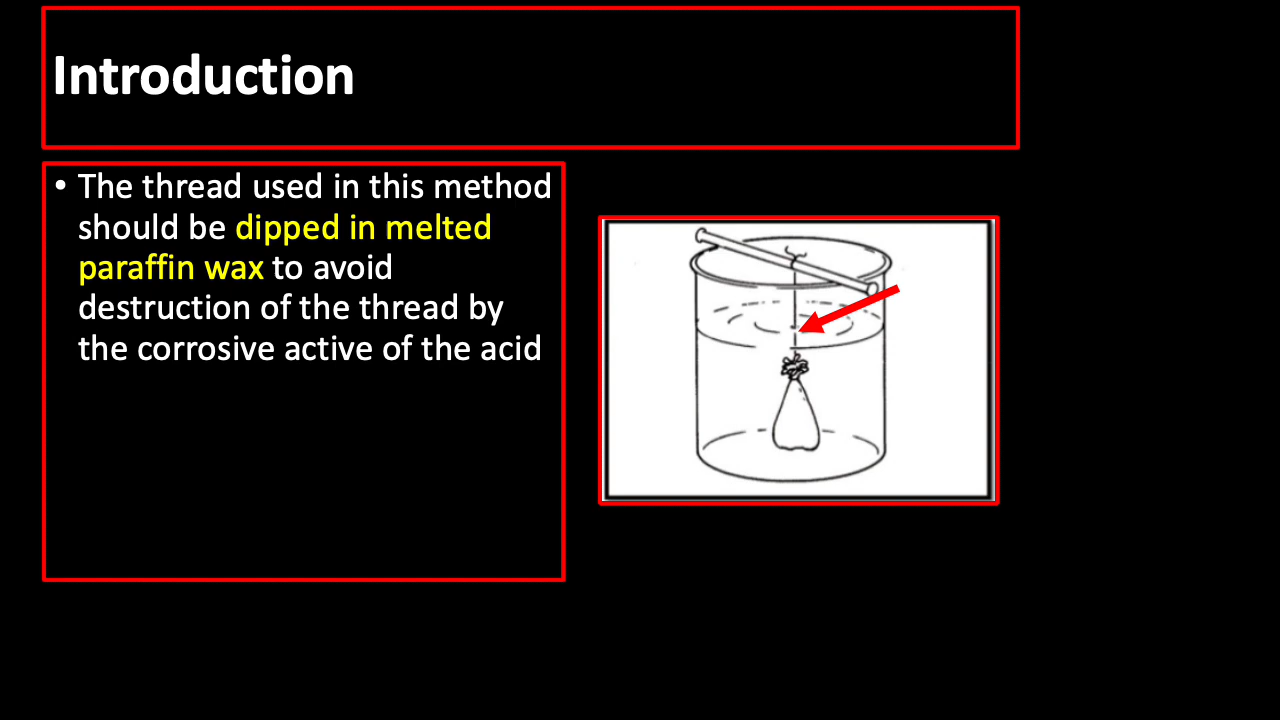 Introduction
• The thread used in this method
should be dipped in melted
paraffin wax to avoid
destruction of the thread by
the corrosive active of the acid